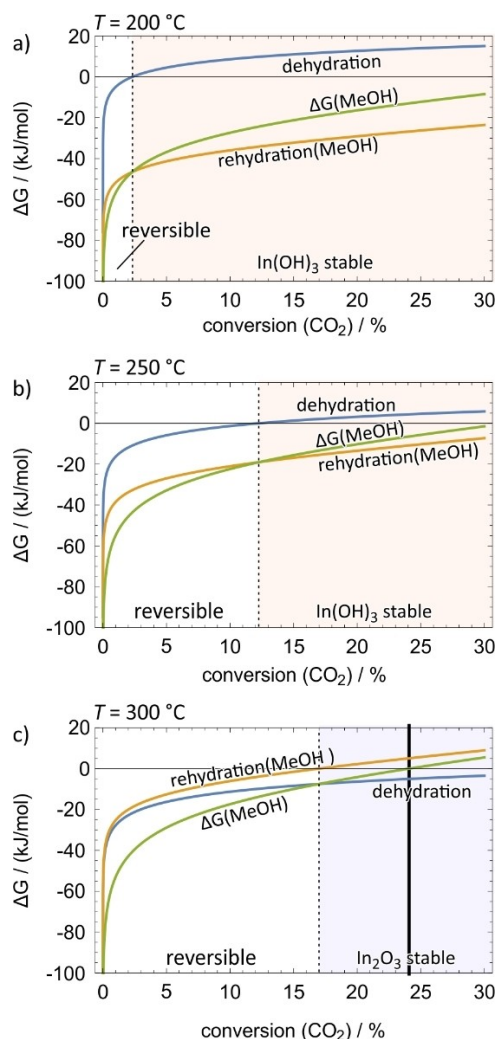 T = 200 °C
a)
20
0
-20
-40
-60
-80
-100
ΔG / (kJ/mol)
dehydration
ΔG(MeOH)
rehydration(MeOH)
reversible
In(OH)3 stable
0 5 10 15 20 25 30
conversion (CO2) / %
T = 250 °C
b)
20
0
-20
-40
-60
-80
-100
ΔG / (kJ/mol)
dehydration
ΔG(MeOH)
rehydration(MeOH)
reversible
In(OH)3 stable
0 5 10 15 20 25 30
conversion (CO2) / %
T = 300 °C
c)
20
0
-20
-40
-60
-80
-100
ΔG / (kJ/mol)
rehydration(MeOH )
dehydration
ΔG(MeOH)
reversible
In2O3 stable
0 5 10 15 20 25 30
conversion (CO2) / %